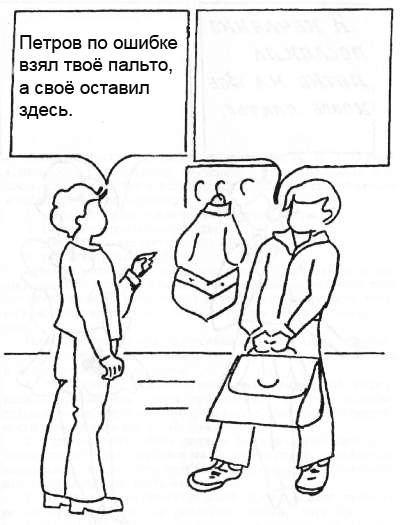 Петров по ошибке
взял твоё пальто,
а своё оставил
здесь.